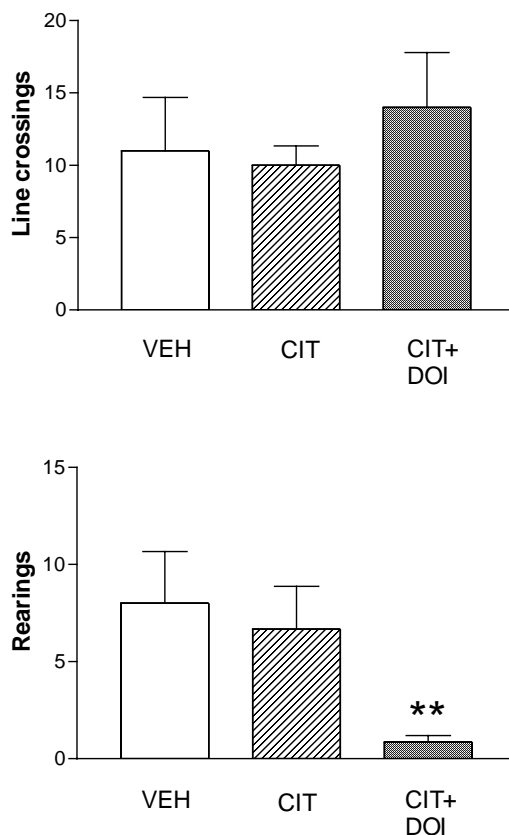 20
15
10
5
0
Line crossings
VEH
CIT
CIT+
DOI
15
10
5
0
Rearings
**
VEH
CIT
CIT+
DOI